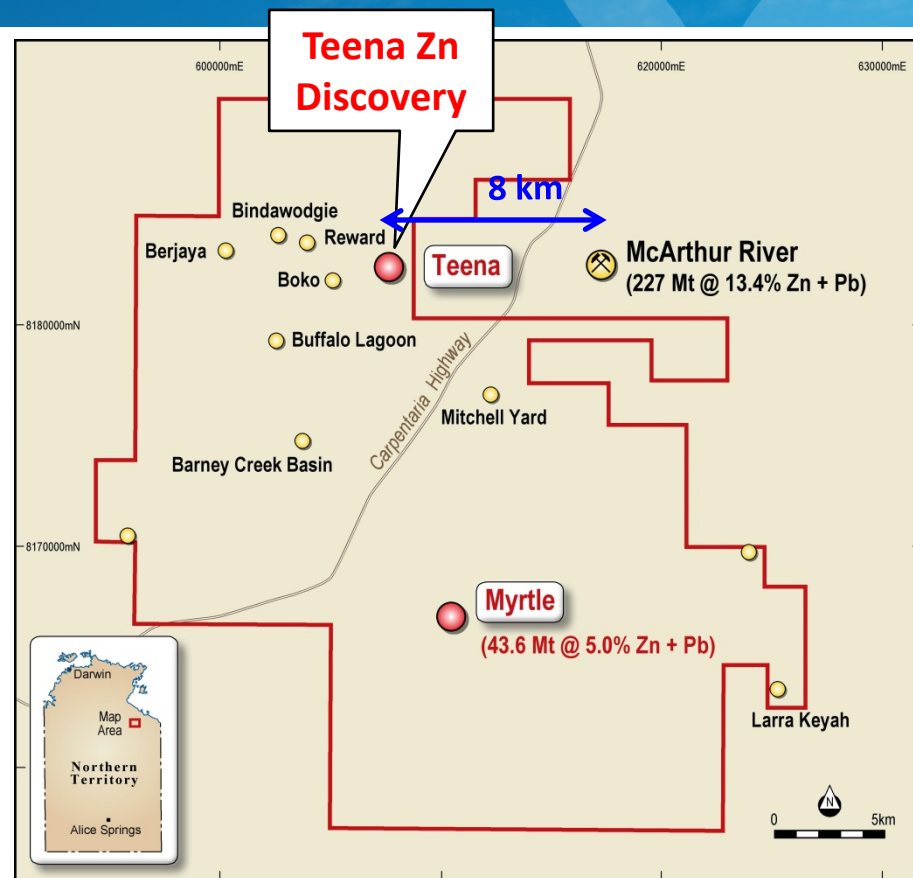 Teena Zn
Discovery
600000mE
620000mE
630000mE
8 km
Bindawodgie
Reward
Berjaya
Boko
Teena
McArthur River
(227 Mt @ 13.4% Zn + Pb)
8180000mN
Buffalo Lagoon
Carpentaria Highway
Mitchell Yard
Barney Creek Basin
8170000mN
Myrtle
(43.6 Mt @ 5.0% Zn + Pb)
Larra Keyah
Darwin
Map
Area
Northern
Territory
Alice Springs
N
0 5km